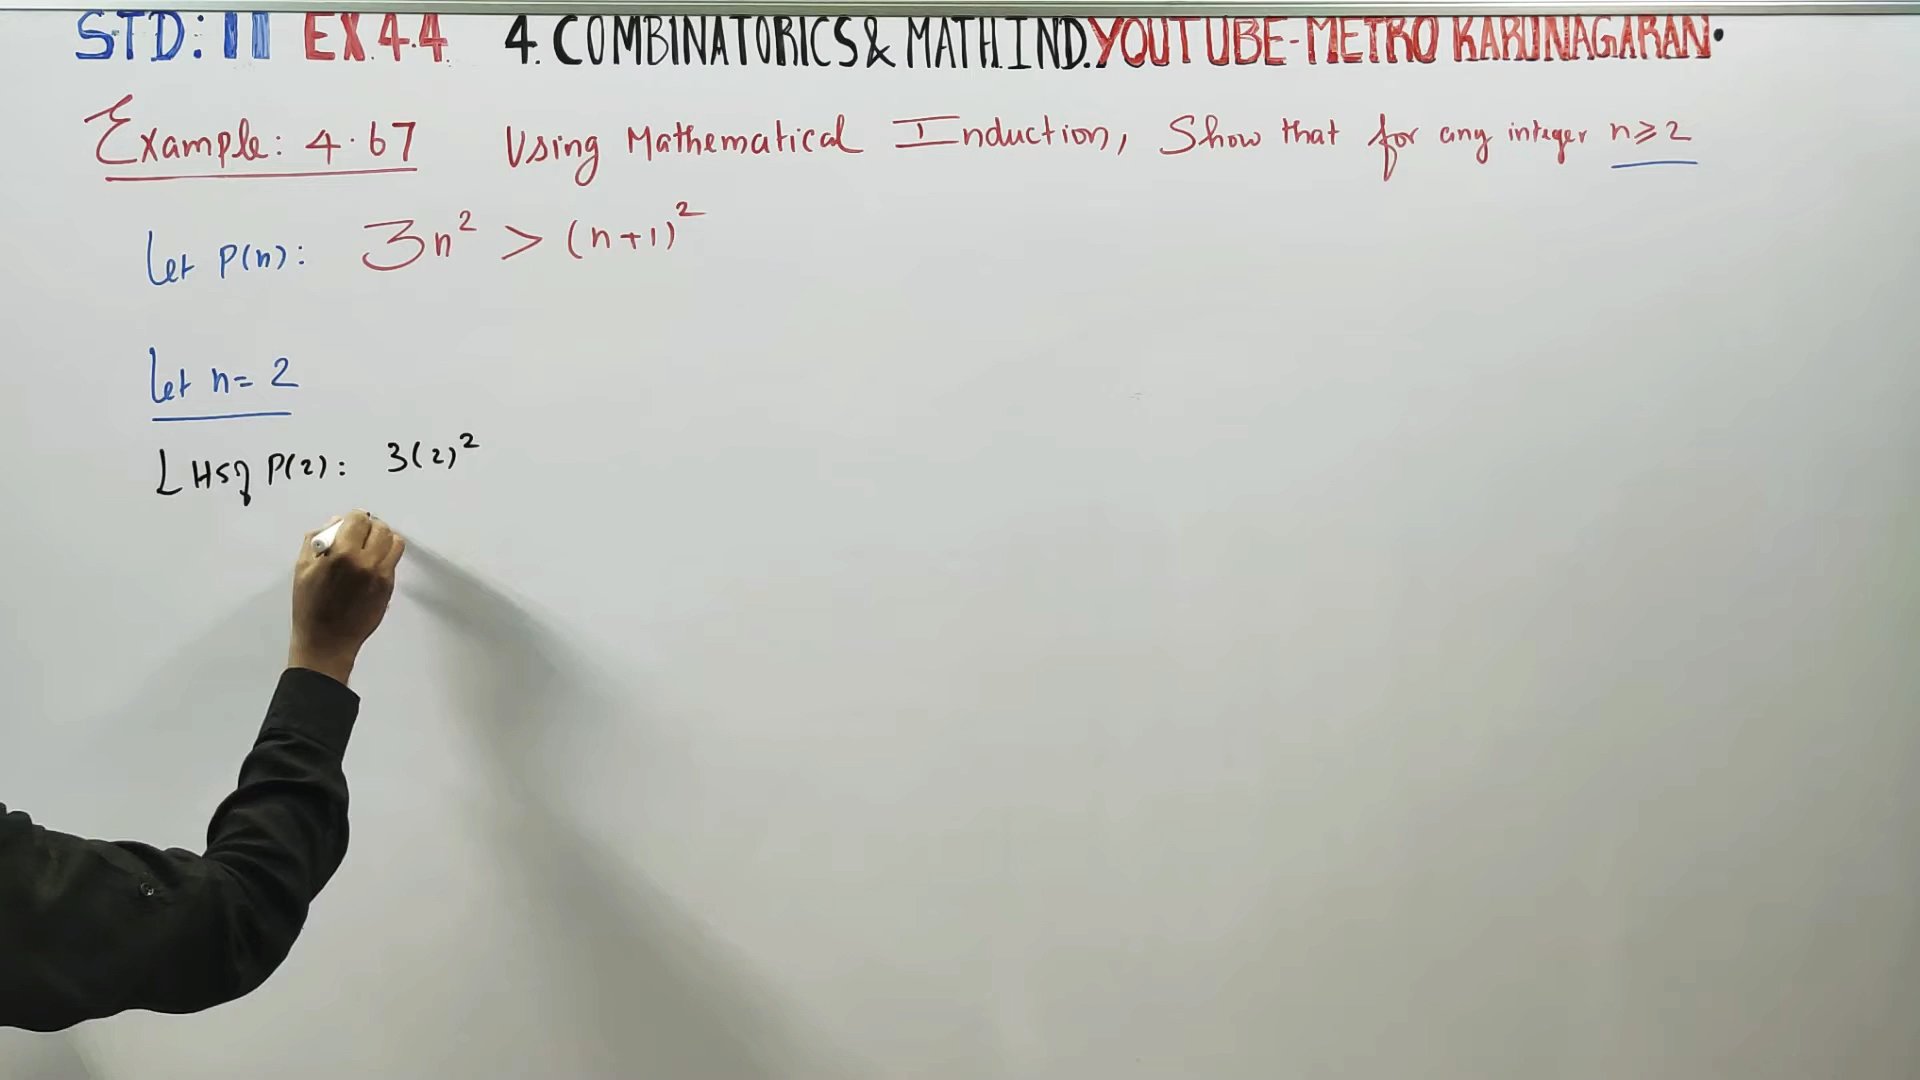 STD: 11 EX 4.4 4. COMBINATORICS & MATH.IND. YOUTUBE-METRO KARUNAGARAN.
Example: 4.67 Using Mathematical Induction, Show that for any integer n≥2
Let P(n): 3n² > (n+1)²
Let n= 2
LHS of P(2): 3(2)²